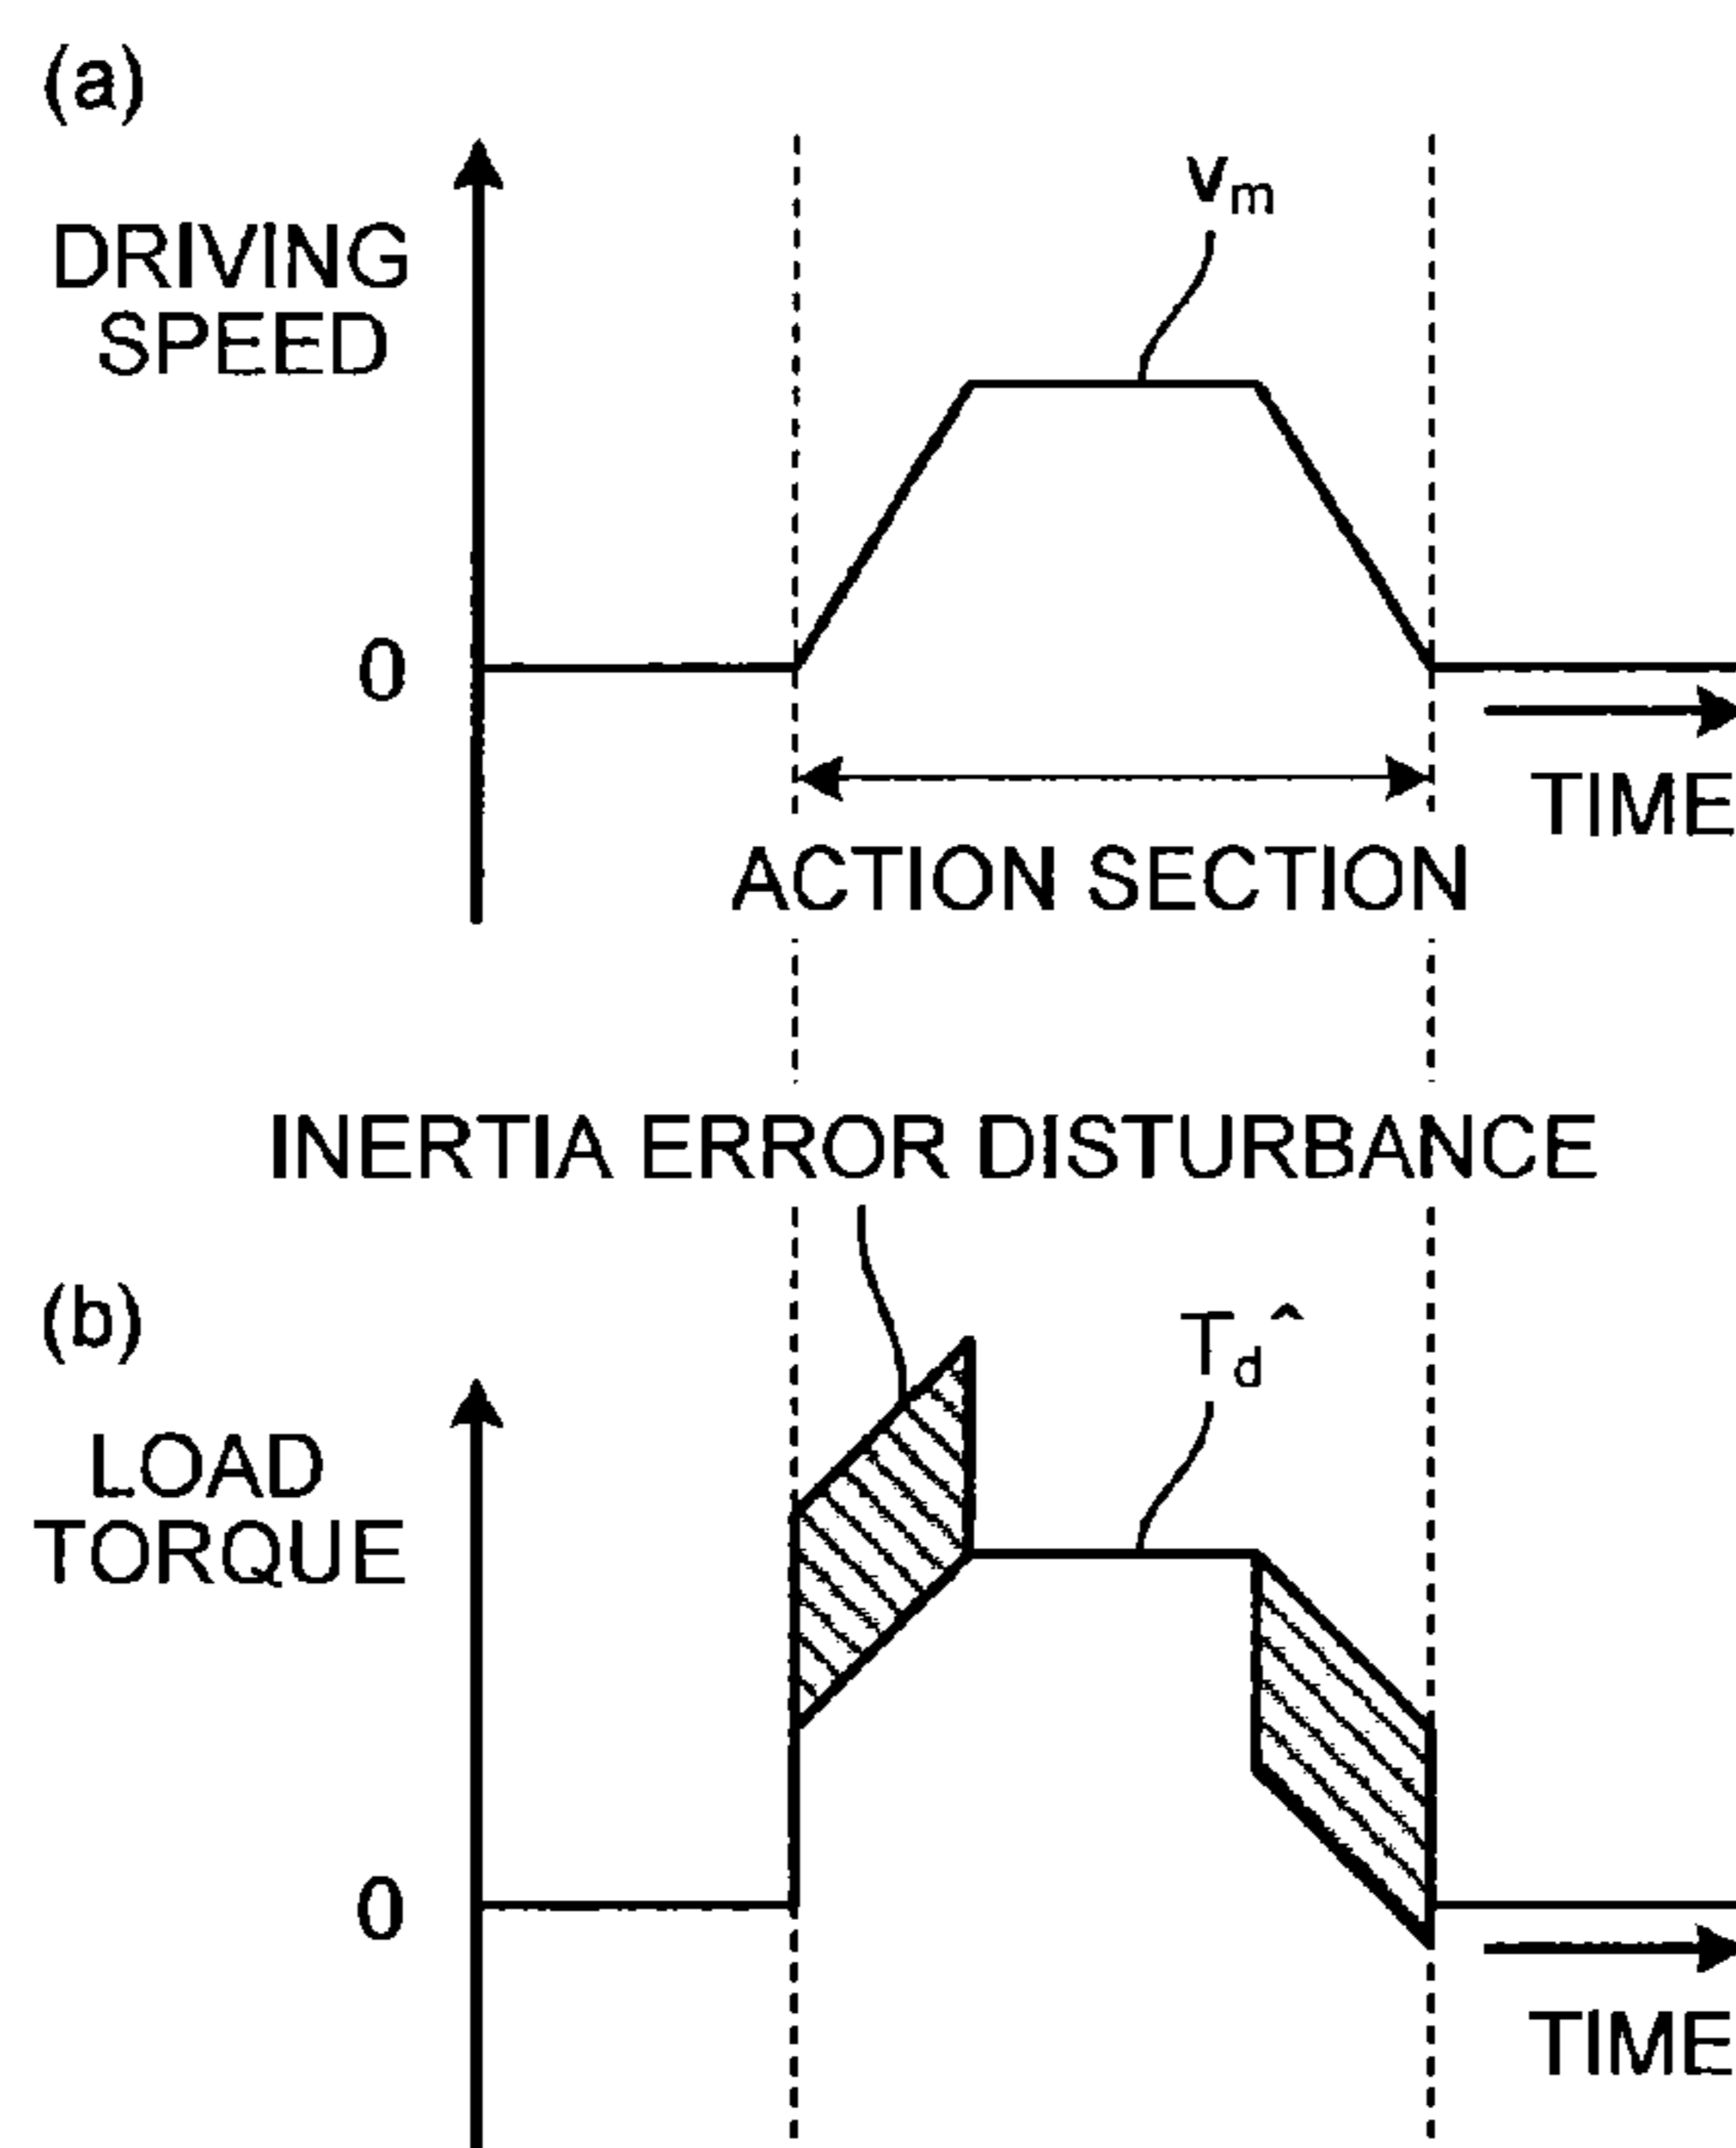 (a)
DRIVING
SPEED
vm
0
TIME
ACTION SECTION
INERTIA ERROR DISTURBANCE
(b)
LOAD
TORQUE
Td^
0
TIME